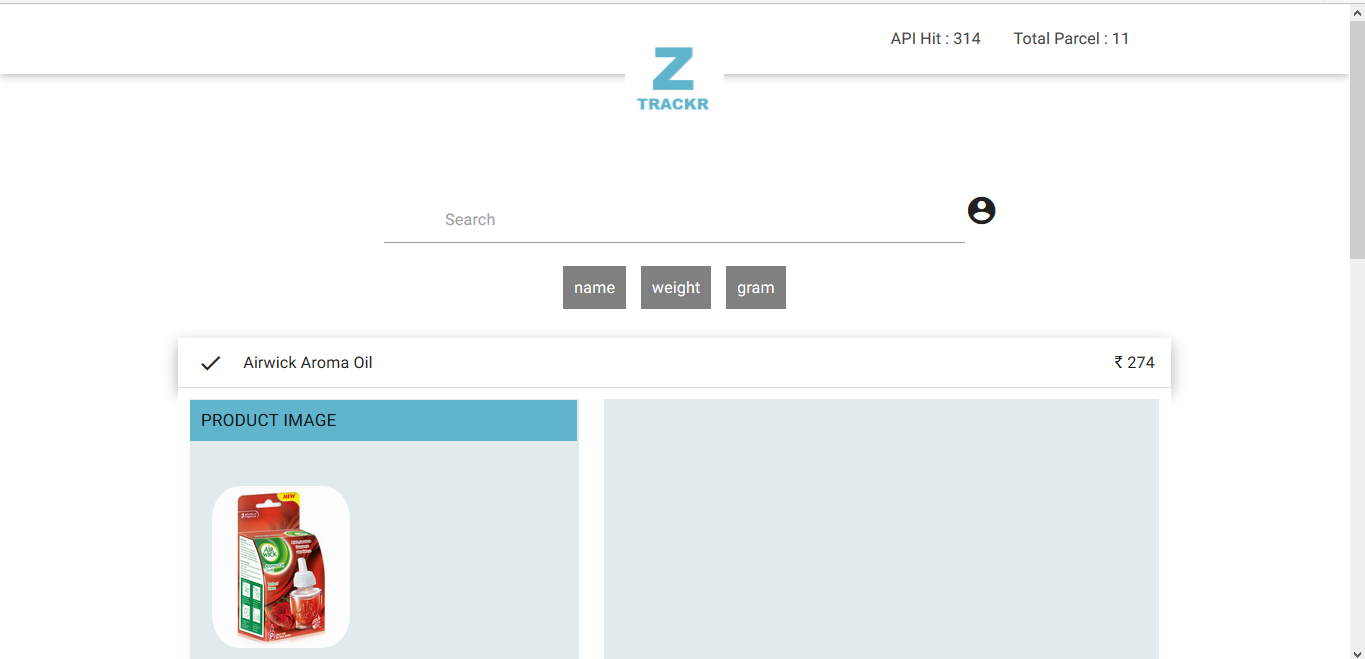 API Hit : 314 Total Parcel : 11
Z
TRACKR
Search
name weight gram
Airwick Aroma Oil ₹ 274
PRODUCT IMAGE
NEW
AIR
WICK